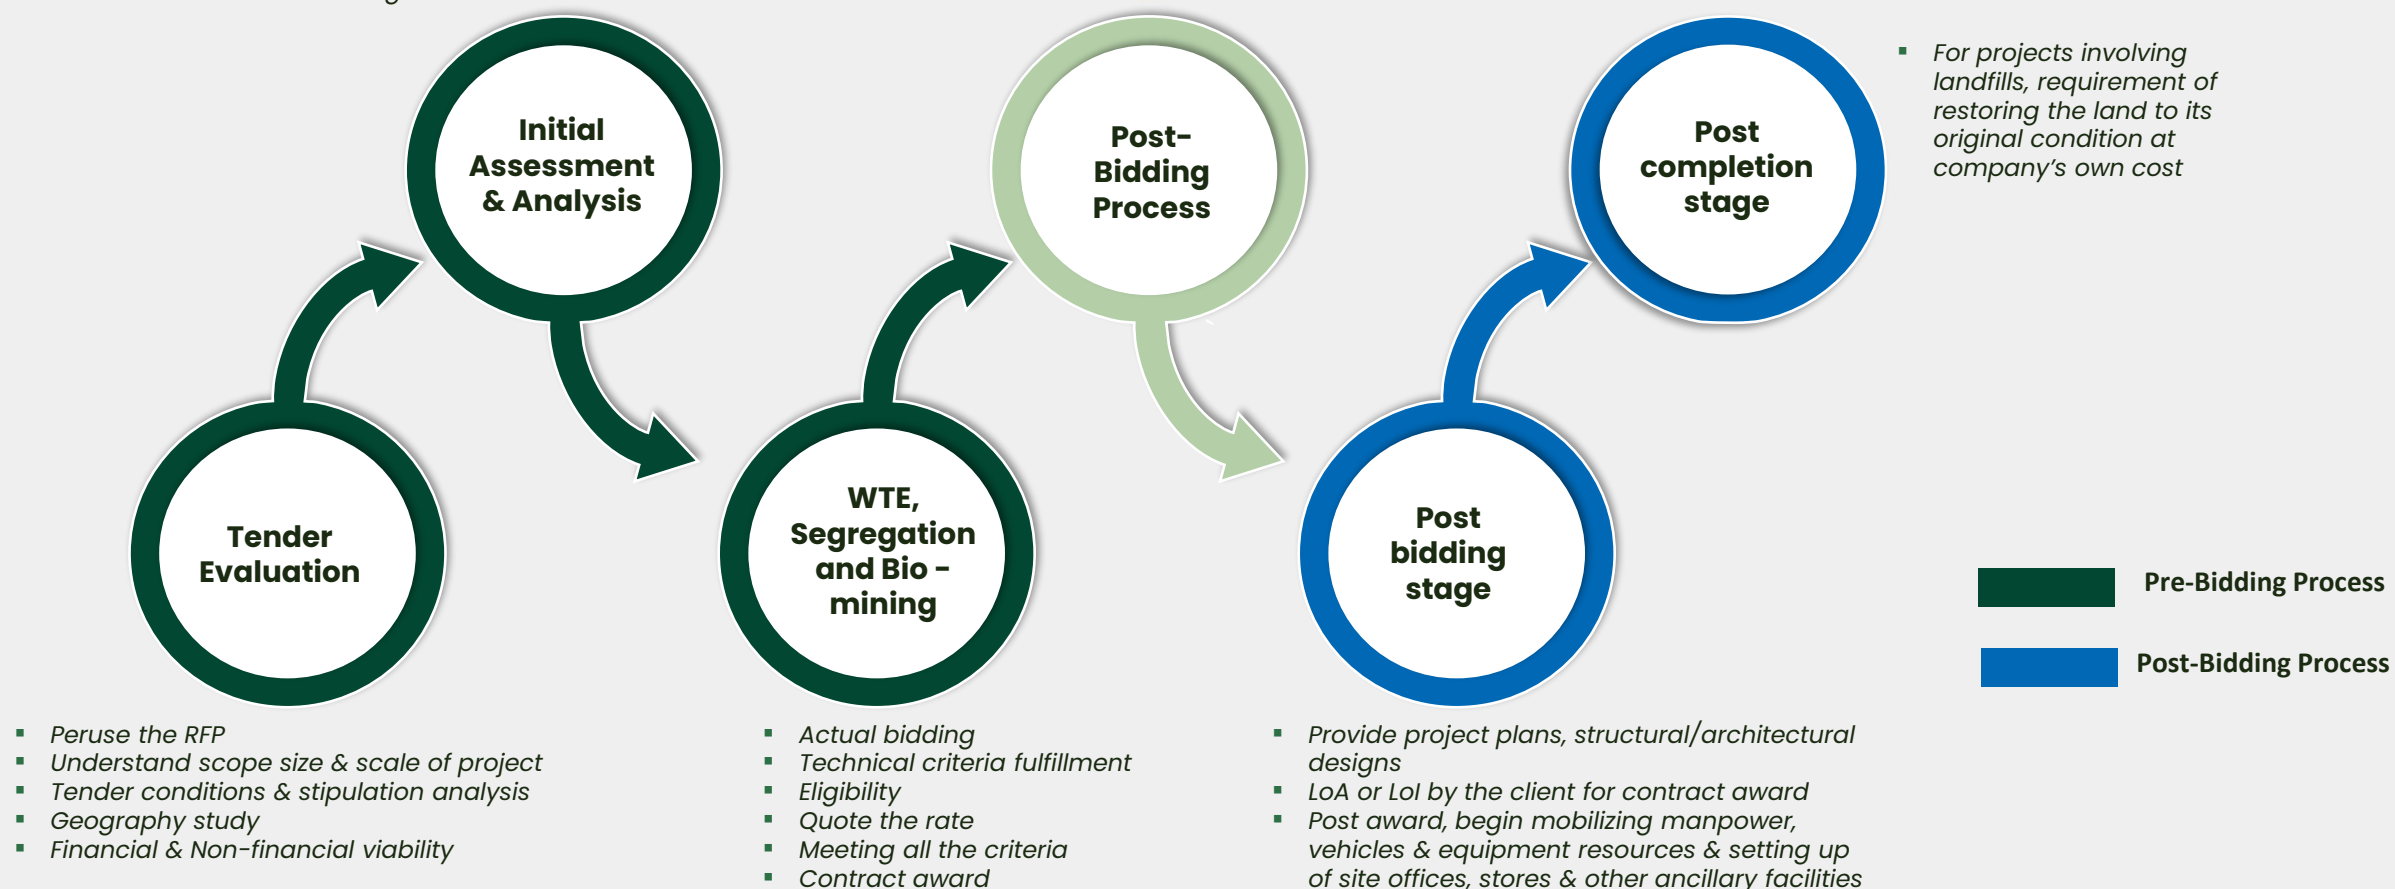 Initial
Assessment
& Analysis
Post-
Bidding
Process
Post
completion
stage
▪ For projects involving
landfills, requirement of
restoring the land to its
original condition at
company's own cost
Tender
Evaluation
WTE,
Segregation
and Bio -
mining
Post
bidding
stage
Pre-Bidding Process
Post-Bidding Process
▪ Peruse the RFP
▪ Understand scope size & scale of project
▪ Tender conditions & stipulation analysis
▪ Geography study
▪ Financial & Non-financial viability
▪ Actual bidding
▪ Technical criteria fulfillment
▪ Eligibility
▪ Quote the rate
▪ Meeting all the criteria
▪ Contract award
▪ Provide project plans, structural/architectural
designs
▪ LoA or LoI by the client for contract award
▪ Post award, begin mobilizing manpower,
vehicles & equipment resources & setting up
of site offices, stores & other ancillary facilities